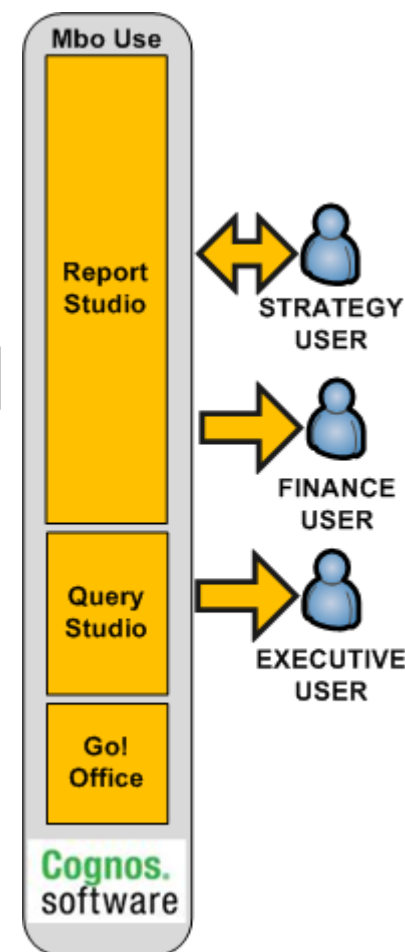 Mbo Use
Report
Studio
STRATEGY
USER
FINANCE
USER
Query
Studio
EXECUTIVE
USER
Go!
Office
Cognos.
software